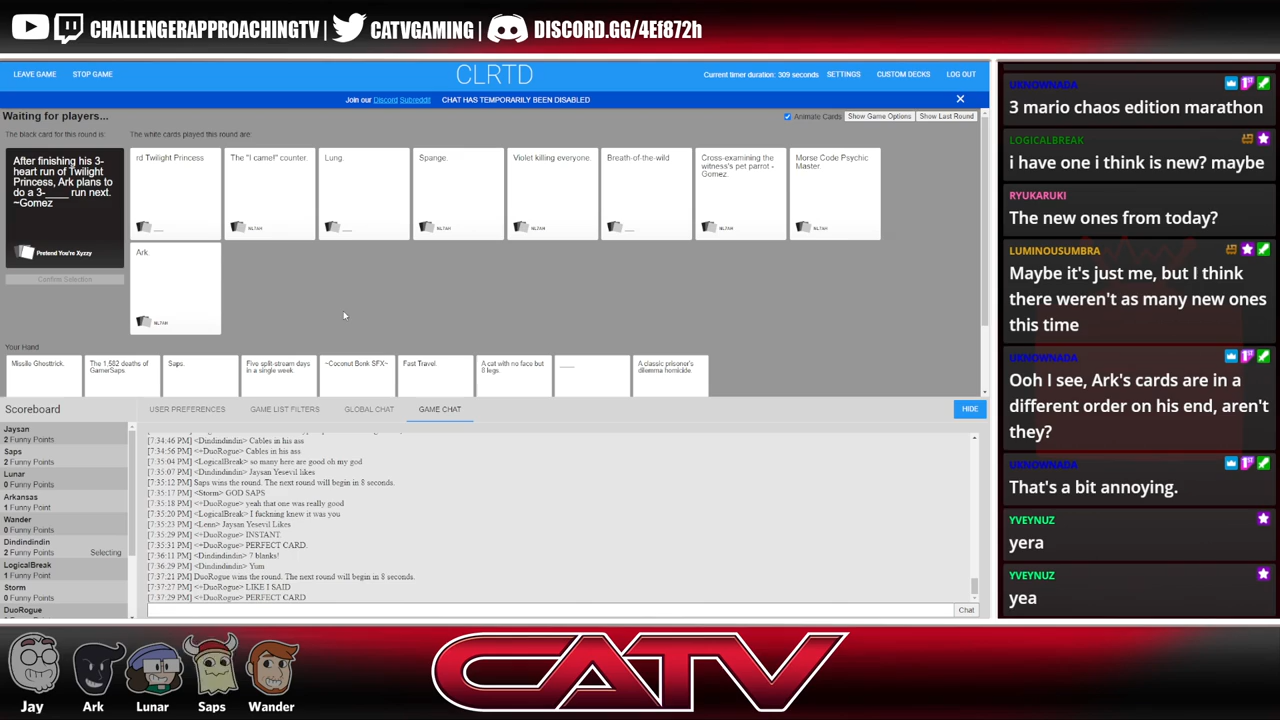 CHALLENGERAPPROACHINGTV | CATVGAMING | DISCORD.GG/4Ef872h
LEAVE GAME STOP GAME CLRTD Current timer duration: 309 seconds SETTINGS CUSTOM DECKS LOG OUT
Join our Discord Subreddit CHAT HAS TEMPORARILY BEEN DISABLED
Waiting for players...
Animate Cards Show Game Options Show Last Round
The black card for this round is: The white cards played this round are:
After finishing his 3-
heart run of Twilight
Princess, Ark plans to
do a 3-____ run next.
~Gomez
Pretend You're Xyzzy
Confirm Selection
rd Twilight Princess
____
The "I came!" counter.
NL7AH
Lung.
____
Spange.
NL7AH
Violet killing everyone.
NL7AH
Breath-of-the-wild
____
Cross-examining the
witness's pet parrot -
Gomez.
NL7AH
Morse Code Psychic
Master.
NL7AH
Ark.
NL7AH
Your Hand
Missile Ghosttrick.
The 1,582 deaths of
GamerSaps.
Saps.
Five split-stream days
in a single week.
~Coconut Bonk SFX~
Fast Travel.
A cat with no face but
8 legs.
____
A classic prisoner's
dilemma homicide.
Scoreboard
Jaysan
2 Funny Points
Saps
2 Funny Points
Lunar
0 Funny Points
Arkansas
1 Funny Point
Wander
0 Funny Points
Dindindindin
2 Funny Points Selecting
LogicalBreak
1 Funny Point
Storm
0 Funny Points
DuoRogue
USER PREFERENCES GAME LIST FILTERS GLOBAL CHAT GAME CHAT HIDE
[7:34:46 PM] <Dindindindin> Cables in his ass
[7:34:56 PM] <+DuoRogue> Cables in his ass
[7:35:04 PM] <LogicalBreak> so many here are good oh my god
[7:35:07 PM] <Dindindindin> Jaysan Yesevil likes
[7:35:12 PM] Saps wins the round. The next round will begin in 8 seconds.
[7:35:17 PM] <Storm> GOD SAPS
[7:35:18 PM] <+DuoRogue> yeah that one was really good
[7:35:20 PM] <LogicalBreak> I fuckning knew it was you
[7:35:23 PM] <Lenn> Jaysan Yesevil Likes
[7:35:29 PM] <+DuoRogue> INSTANT.
[7:35:31 PM] <+DuoRogue> PERFECT CARD.
[7:36:11 PM] <Dindindindin> 7 blanks!
[7:36:29 PM] <Dindindindin> Yum
[7:37:21 PM] DuoRogue wins the round. The next round will begin in 8 seconds.
[7:37:27 PM] <+DuoRogue> LIKE I SAID
[7:37:29 PM] <+DuoRogue> PERFECT CARD
Chat
UKNOWNADA
3 mario chaos edition marathon
LOGICALBREAK
i have one i think is new? maybe
RYUKARUKI
The new ones from today?
LUMINOUSUMBRA
Maybe it's just me, but I think
there weren't as many new ones
this time
UKNOWNADA
Ooh I see, Ark's cards are in a
different order on his end, aren't
they?
UKNOWNADA
That's a bit annoying.
YVEYNUZ
yera
YVEYNUZ
yea
Jay Ark Lunar Saps Wander
CATV